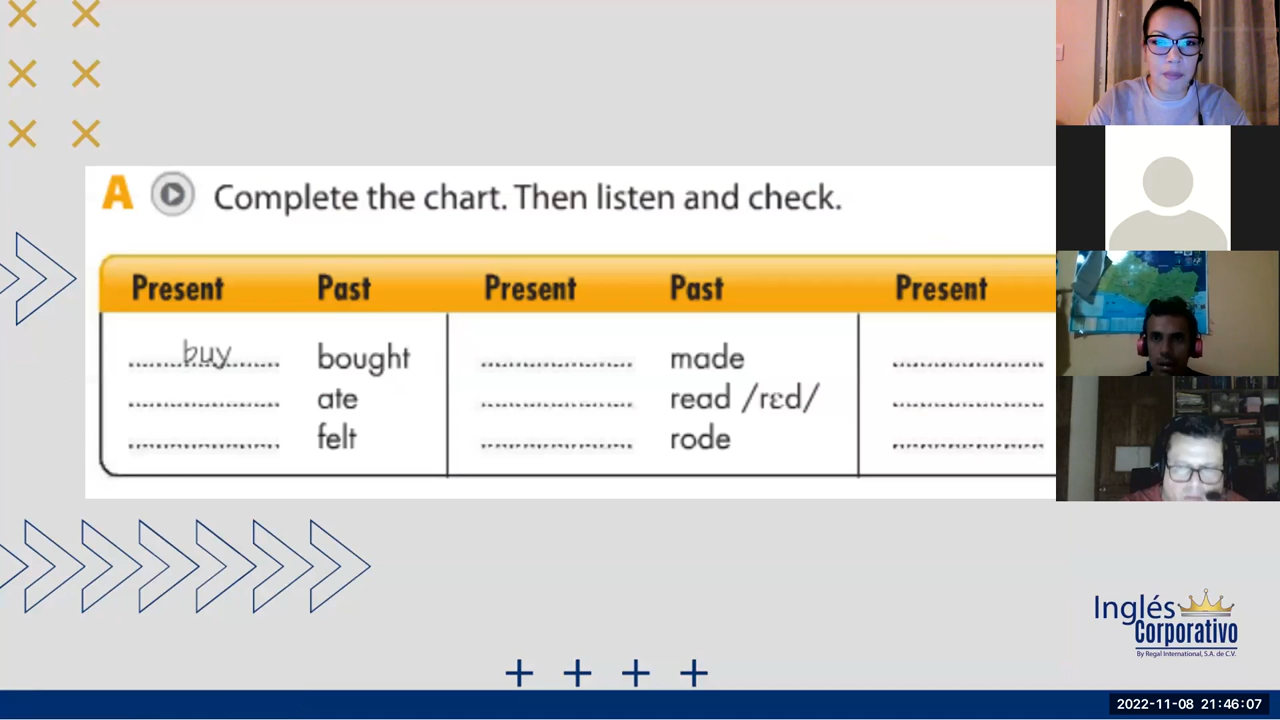 A Complete the chart. Then listen and check.
Present Past Present Past Present
buy bought made
ate read /rɛd/
felt rode
Inglés
Corporativo
By Regal International, S.A. de C.V.
2022-11-08 21:46:07